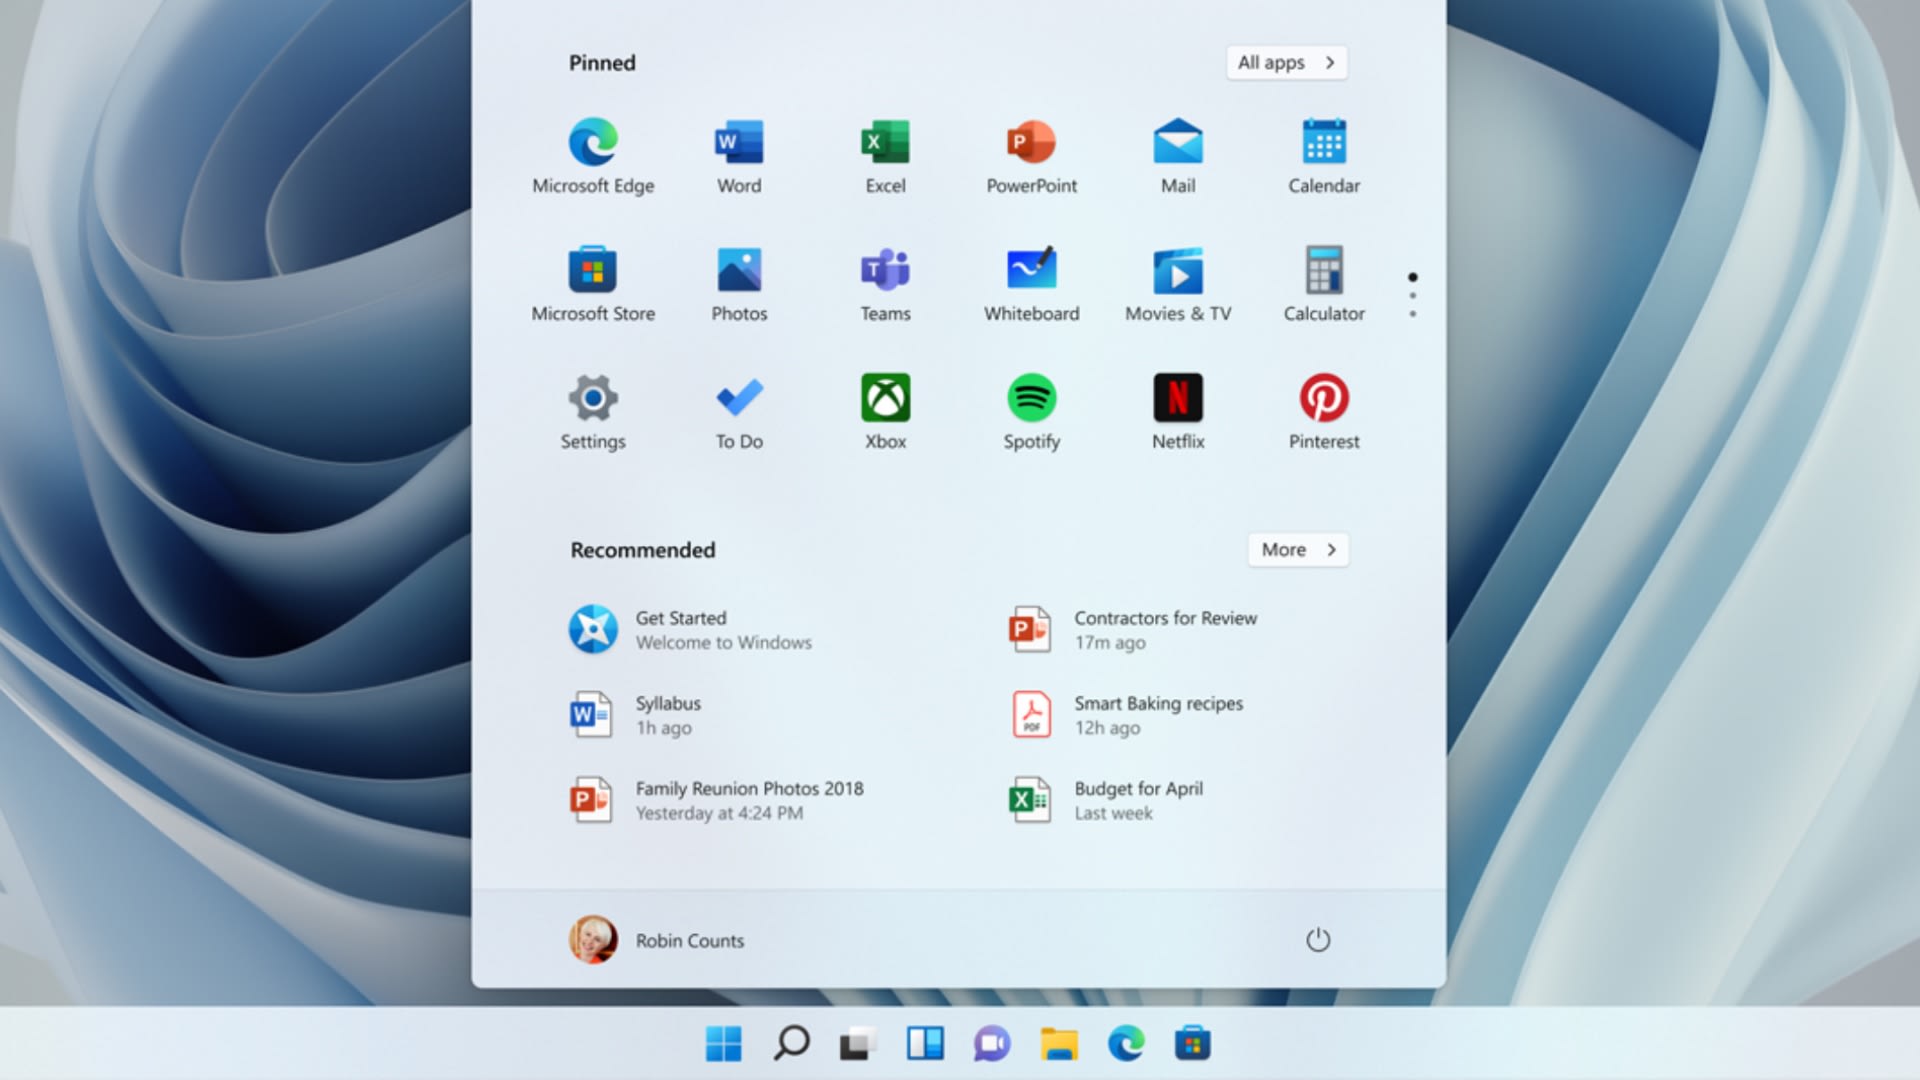 Pinned
All apps
Microsoft Edge
Word
Excel
PowerPoint
Mail
Calendar
Microsoft Store
Photos
Teams
Whiteboard
Movies & TV
Calculator
Settings
To Do
Xbox
Spotify
Netflix
Pinterest
Recommended
More
Get Started
Welcome to Windows
Contractors for Review
17m ago
Syllabus
1h ago
Smart Baking recipes
12h ago
Family Reunion Photos 2018
Yesterday at 4:24 PM
Budget for April
Last week
Robin Counts